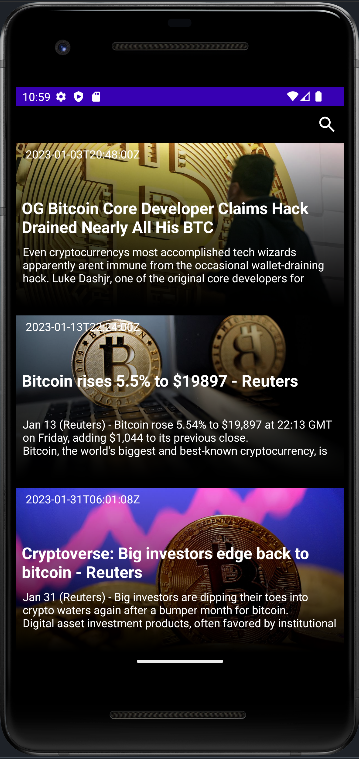 10:59
2023-01-03T20:48:00Z
OG Bitcoin Core Developer Claims Hack
Drained Nearly All His BTC
Even cryptocurrencys most accomplished tech wizards
apparently arent immune from the occasional wallet-draining
hack. Luke Dashjr, one of the original core developers for
2023-01-13T22:24:00Z
Bitcoin rises 5.5% to $19897 - Reuters
Jan 13 (Reuters) - Bitcoin rose 5.54% to $19,897 at 22:13 GMT
on Friday, adding $1,044 to its previous close.
Bitcoin, the world's biggest and best-known cryptocurrency, is
2023-01-31T06:01:08Z
Cryptoverse: Big investors edge back to
bitcoin - Reuters
Jan 31 (Reuters) - Big investors are dipping their toes into
crypto waters again after a bumper month for bitcoin.
Digital asset investment products, often favored by institutional